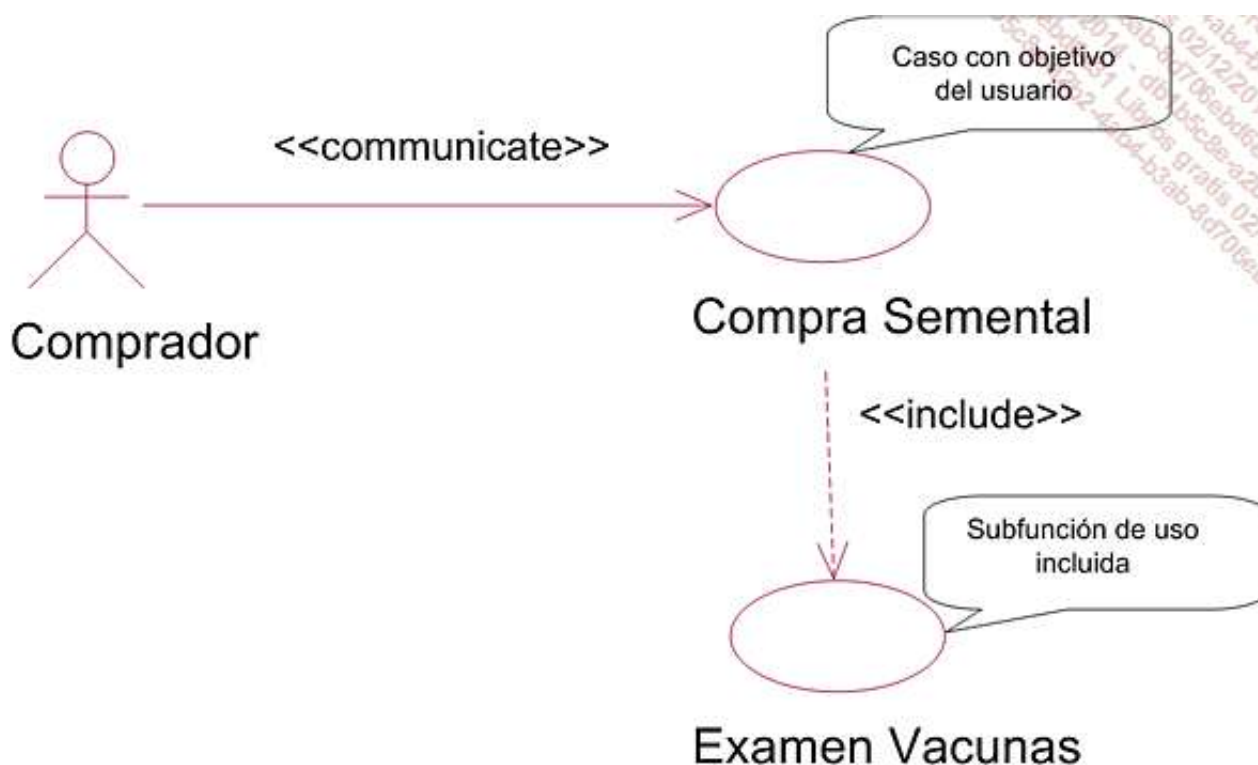 Caso con objetivo
del usuario
<<communicate>>
Comprador
Compra Semental
<<include>>
Subfunción de uso
incluida
Examen Vacunas